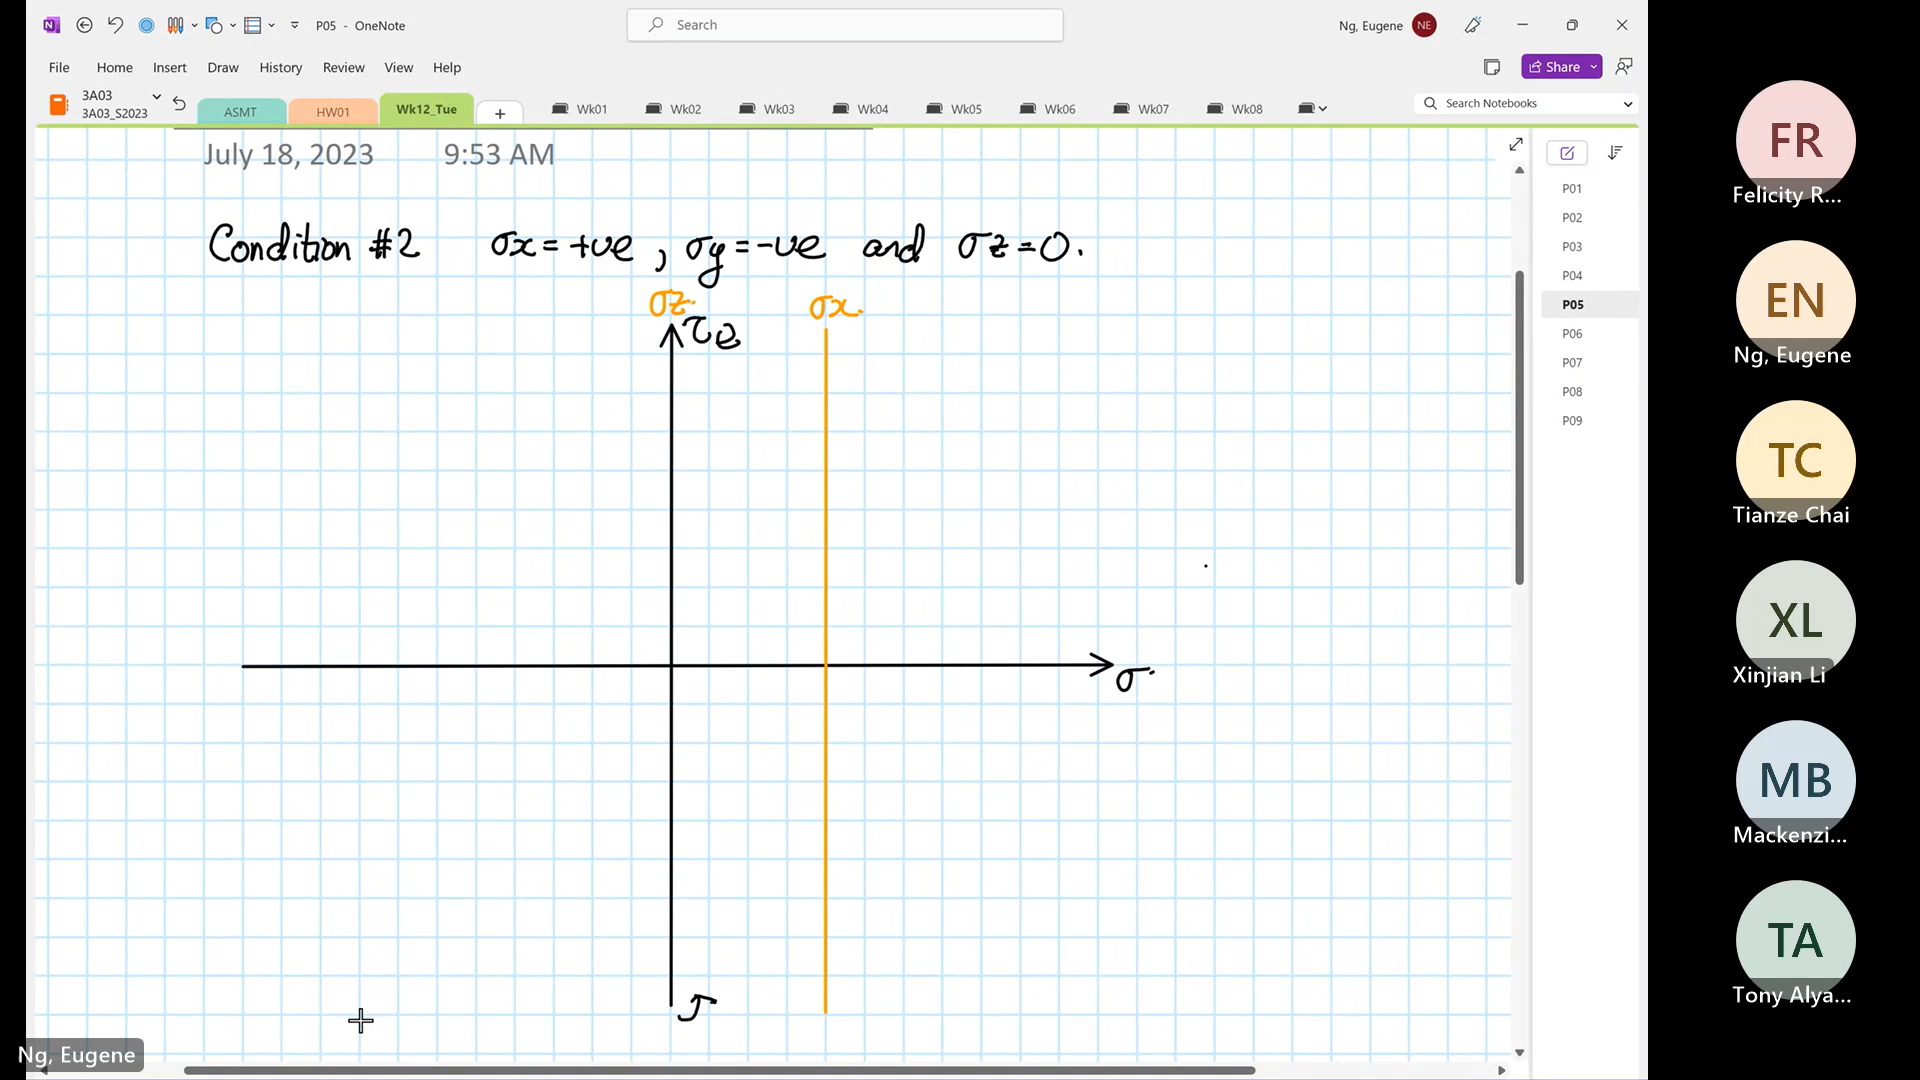 P05 - OneNote
Search
Ng, Eugene
NE
File Home Insert Draw History Review View Help
Share
3A03
3A03_S2023
ASMT
HW01
Wk12_Tue
+
Wk01
Wk02
Wk03
Wk04
Wk05
Wk06
Wk07
Wk08
Search Notebooks
July 18, 2023 9:53 AM
Condition #2 σx = +ve , σy = -ve and σz = 0.
σz.
σx.
τe
σ.
P01
P02
P03
P04
P05
P06
P07
P08
P09
FR
Felicity R...
EN
Ng, Eugene
TC
Tianze Chai
XL
Xinjian Li
MB
Mackenzi...
TA
Tony Alya...
Ng, Eugene